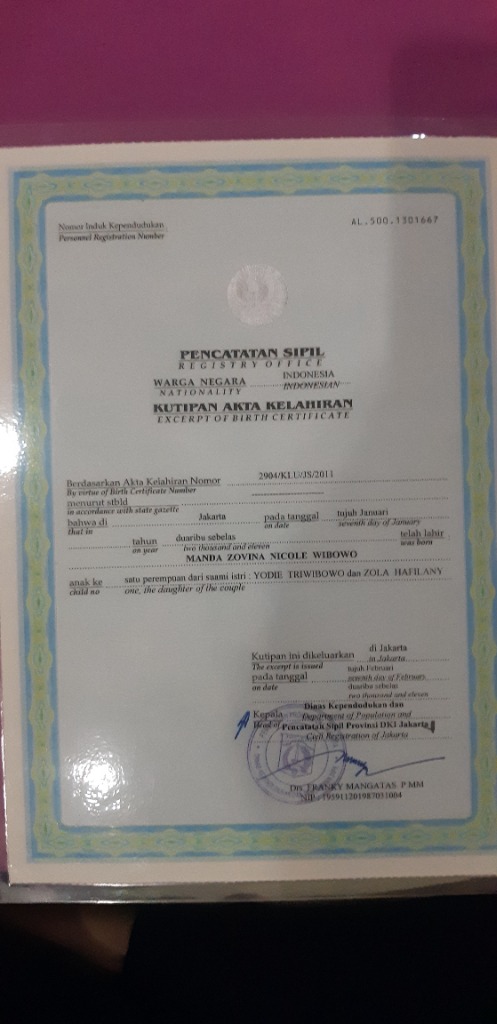 Nomor Induk Kependudukan
Personnel Registration Number
AL.500.1301667
PENCATATAN SIPIL
REGISTRY OFFICE
WARGA NEGARA INDONESIA
NATIONALITY INDONESIAN
KUTIPAN AKTA KELAHIRAN
EXCERPT OF BIRTH CERTIFICATE
Berdasarkan Akta Kelahiran Nomor 2904/KLU/JS/2011
By virtue of Birth Certificate Number
menurut stbld
in accordance with state gazette
bahwa di Jakarta pada tanggal tujuh Januari
that in on date seventh day of January
tahun duaribu sebelas telah lahir
on year two thousand and eleven was born
MANDA ZOVINA NICOLE WIBOWO
anak ke satu perempuan dari suami istri : YODIE TRIWIBOWO dan ZOLA HAFILANY
child no one, the daughter of the couple
Kutipan ini dikeluarkan di Jakarta
The excerpt is issued in Jakarta
pada tanggal tujuh Februari
on date seventh day of February
duaribu sebelas
two thousand and eleven
Kepala Dinas Kependudukan dan
Head of Department of Population and
Pencatatan Sipil Provinsi DKI Jakarta
Civil Registration of Jakarta
Drs. FRANKY MANGATAS. P MM
NIP. 195911201987031004